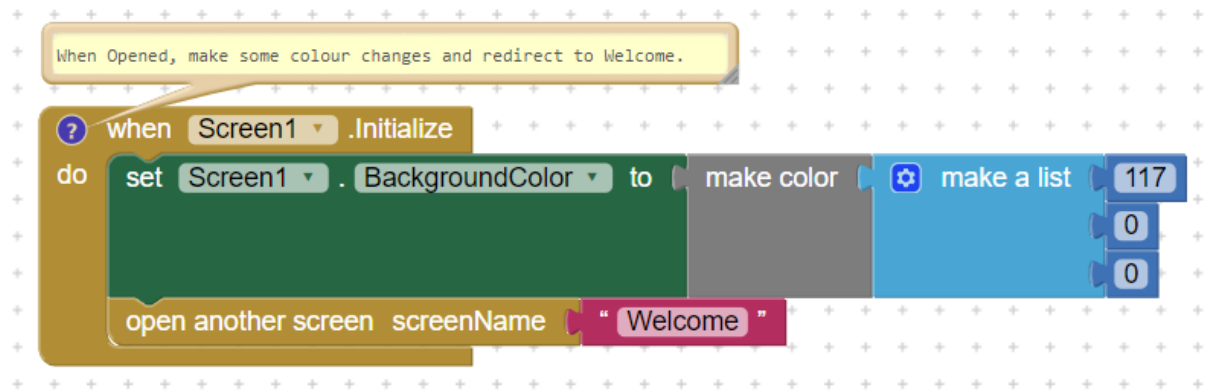 When Opened, make some colour changes and redirect to Welcome.
? when Screen1 .Initialize
do set Screen1 . BackgroundColor to make color make a list 117
0
0
open another screen screenName " Welcome "